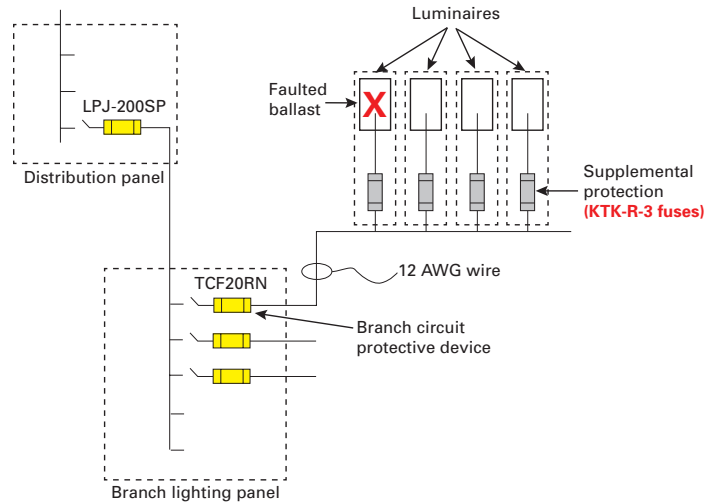 Luminaires
Faulted
ballast
X
LPJ-200SP
Distribution panel
Supplemental
protection
(KTK-R-3 fuses)
12 AWG wire
TCF20RN
Branch circuit
protective device
Branch lighting panel